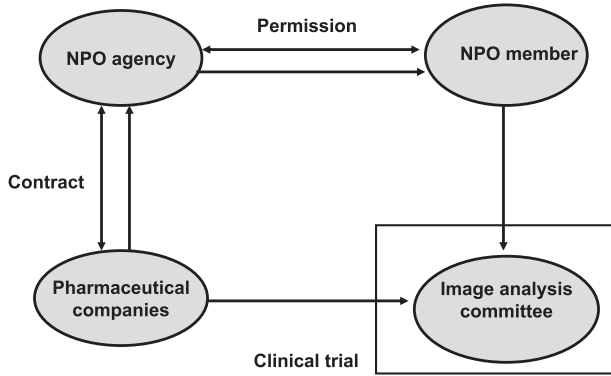 Permission
NPO agency
NPO member
Contract
Pharmaceutical
companies
Image analysis
committee
Clinical trial